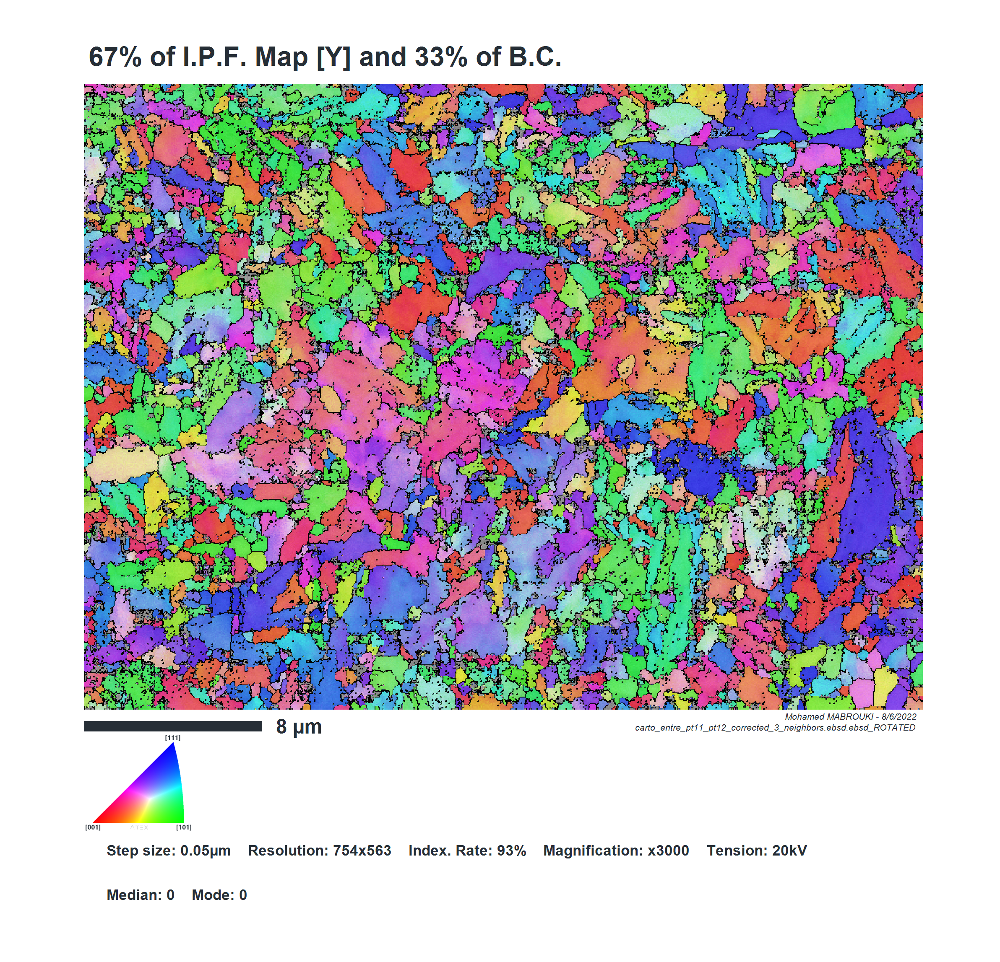 67% of I.P.F. Map [Y] and 33% of B.C.
8 µm
Mohamed MABROUKI - 8/6/2022
carto_entre_pt11_pt12_corrected_3_neighbors.ebsd.ebsd_ROTATED
[111]
[001]
ATEX
[101]
Step size: 0.05µm Resolution: 754x563 Index. Rate: 93% Magnification: x3000 Tension: 20kV
Median: 0 Mode: 0